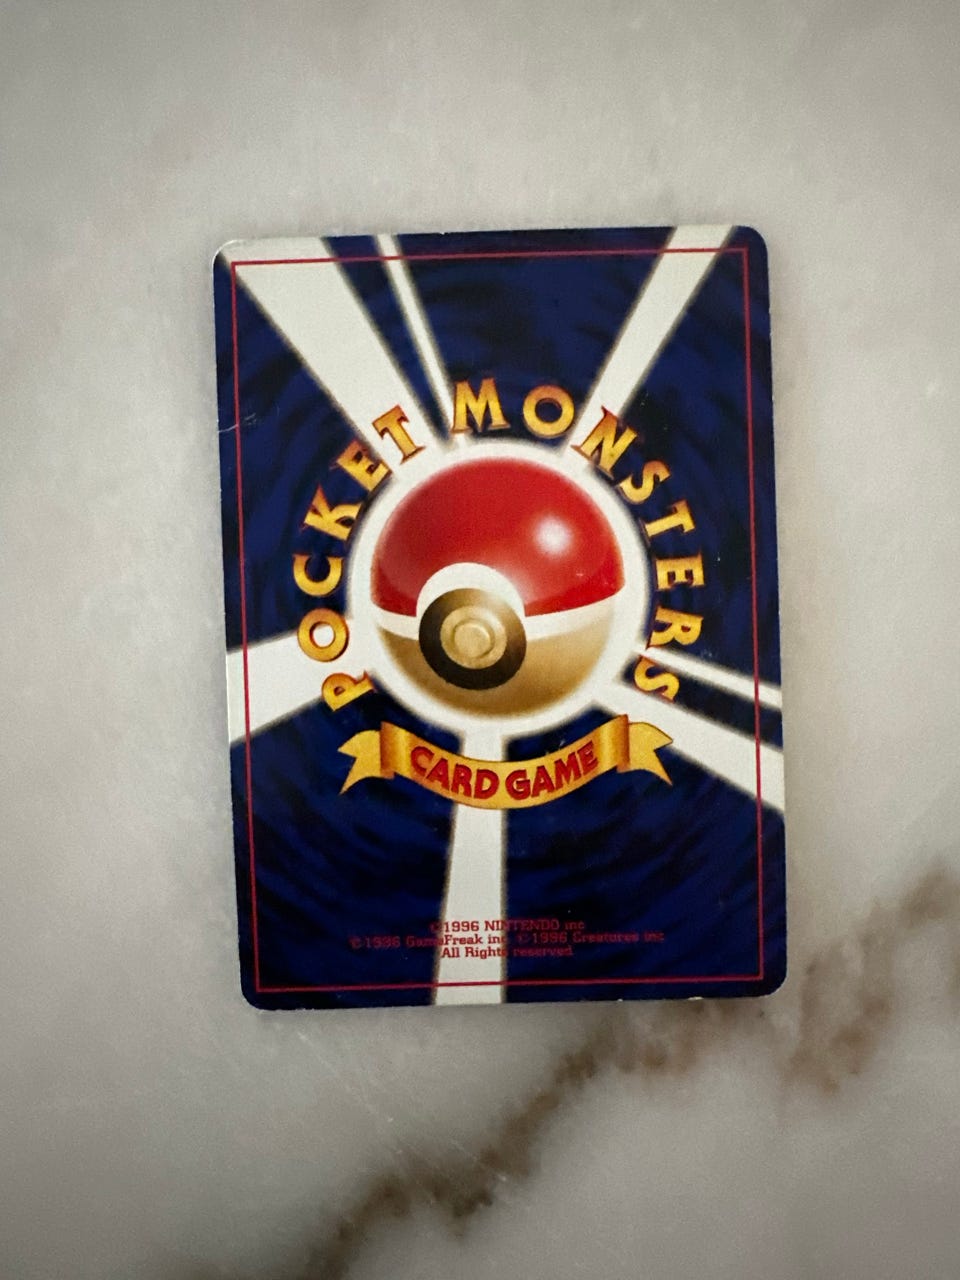 POCKET MONSTERS
CARD GAME
©1996 NINTENDO inc
©1996 GameFreak inc ©1996 Creatures inc
All Rights reserved